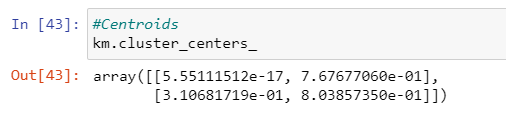 In [43]: #Centroids
km.cluster_centers_
Out[43]: array([[5.55111512e-17, 7.67677060e-01],
[3.10681719e-01, 8.03857350e-01]])